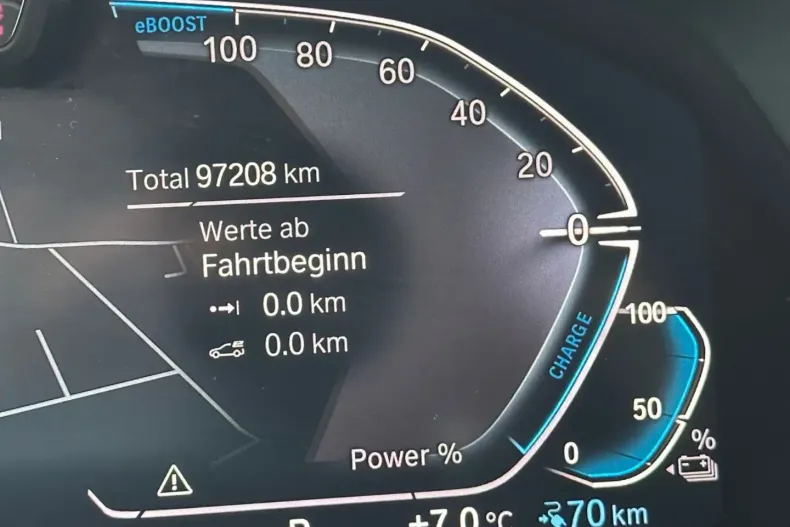 eBOOST
100
80
60
40
20
0
Total 97208 km
Werte ab
Fahrtbeginn
0.0 km
0.0 km
CHARGE
100
50
0
%
Power %
+7.0 °C
70 km